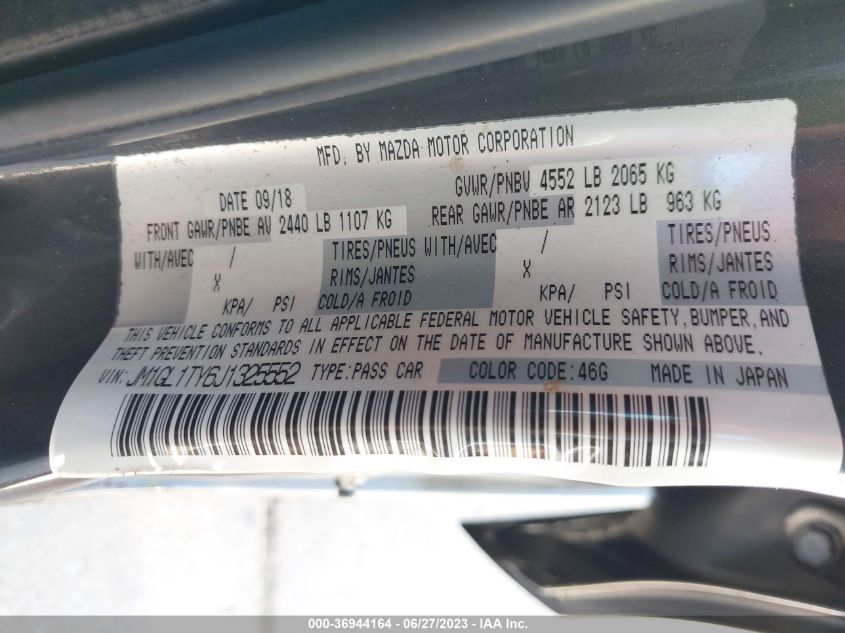 MFD. BY MAZDA MOTOR CORPORATION
DATE 09/18 GVWR/PNBV 4552 LB 2065 KG
FRONT GAWR/PNBE AV 2440 LB 1107 KG REAR GAWR/PNBE AR 2123 LB 963 KG
WITH/AVEC / TIRES/PNEUS WITH/AVEC / TIRES/PNEUS
X RIMS/JANTES X RIMS/JANTES
KPA/ PSI COLD/A FROID KPA/ PSI COLD/A FROID
THIS VEHICLE CONFORMS TO ALL APPLICABLE FEDERAL MOTOR VEHICLE SAFETY, BUMPER, AND
THEFT PREVENTION STANDARDS IN EFFECT ON THE DATE OF MANUFACTURE SHOWN ABOVE.
VIN: JM1GL1TY6J1325552 TYPE:PASS CAR COLOR CODE:46G MADE IN JAPAN
000-36944164 - 06/27/2023 - IAA Inc.